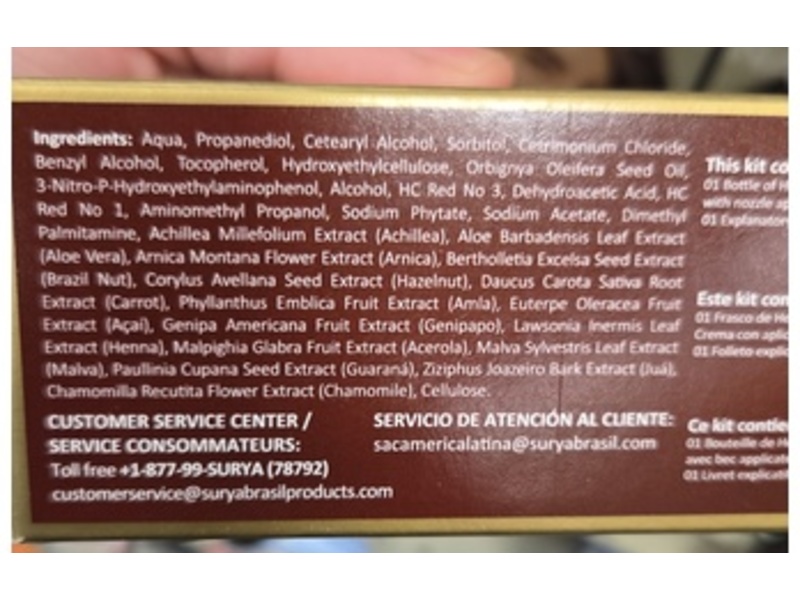 Ingredients: Aqua, Propanediol, Cetearyl Alcohol, Sorbitol, Cetrimonium Chloride,
Benzyl Alcohol, Tocopherol, Hydroxyethylcellulose, Orbignya Oleifera Seed Oil,
3-Nitro-P-Hydroxyethylaminophenol, Alcohol, HC Red No 3, Dehydroacetic Acid, HC
Red No 1, Aminomethyl Propanol, Sodium Phytate, Sodium Acetate, Dimethyl
Palmitamine, Achillea Millefolium Extract (Achillea), Aloe Barbadensis Leaf Extract
(Aloe Vera), Arnica Montana Flower Extract (Arnica), Bertholletia Excelsa Seed Extract
(Brazil Nut), Corylus Avellana Seed Extract (Hazelnut), Daucus Carota Sativa Root
Extract (Carrot), Phyllanthus Emblica Fruit Extract (Amla), Euterpe Oleracea Fruit
Extract (Açaí), Genipa Americana Fruit Extract (Genipapo), Lawsonia Inermis Leaf
Extract (Henna), Malpighia Glabra Fruit Extract (Acerola), Malva Sylvestris Leaf Extract
(Malva), Paullinia Cupana Seed Extract (Guaraná), Ziziphus Joazeiro Bark Extract (Juá),
Chamomilla Recutita Flower Extract (Chamomile), Cellulose.
CUSTOMER SERVICE CENTER /
SERVICE CONSOMMATEURS:
Toll free +1-877-99-SURYA (78792)
customerservice@suryabrasilproducts.com
SERVICIO DE ATENCIÓN AL CLIENTE:
sacamericalatina@suryabrasil.com
This kit co
01 Bottle of H
with nozzle ap
01 Explanator
Este kit con
01 Frasco de He
Crema con aplic
01 Folleto explic
Ce kit contie
01 Bouteille de He
avec bec applicate
01 Livret explicatif